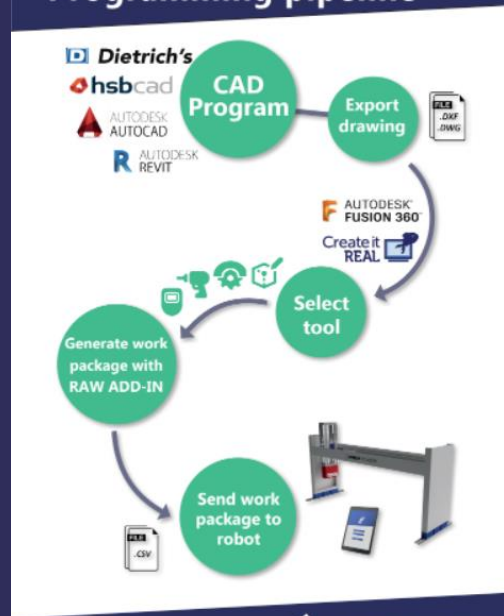 Programming pipeline
Dietrich's
hsbcad
AUTODESK
AUTOCAD
AUTODESK
REVIT
CAD
Program
Export
drawing
FILE
.DXF
.DWG
AUTODESK
FUSION 360
Create it
REAL
Select
tool
Generate work
package with
RAW ADD-IN
Send work
package to
robot
FILE
.CSV